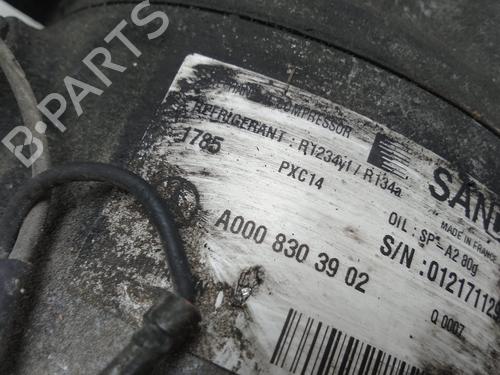 B-PARTS
COMPRESSOR
REFRIGERANT : R1234yf / R134a
1785
PXC14
SAN
MADE IN FRANCE
OIL : SP - A2 80g
A000 830 39 02
S/N : 01217112
Q 0007